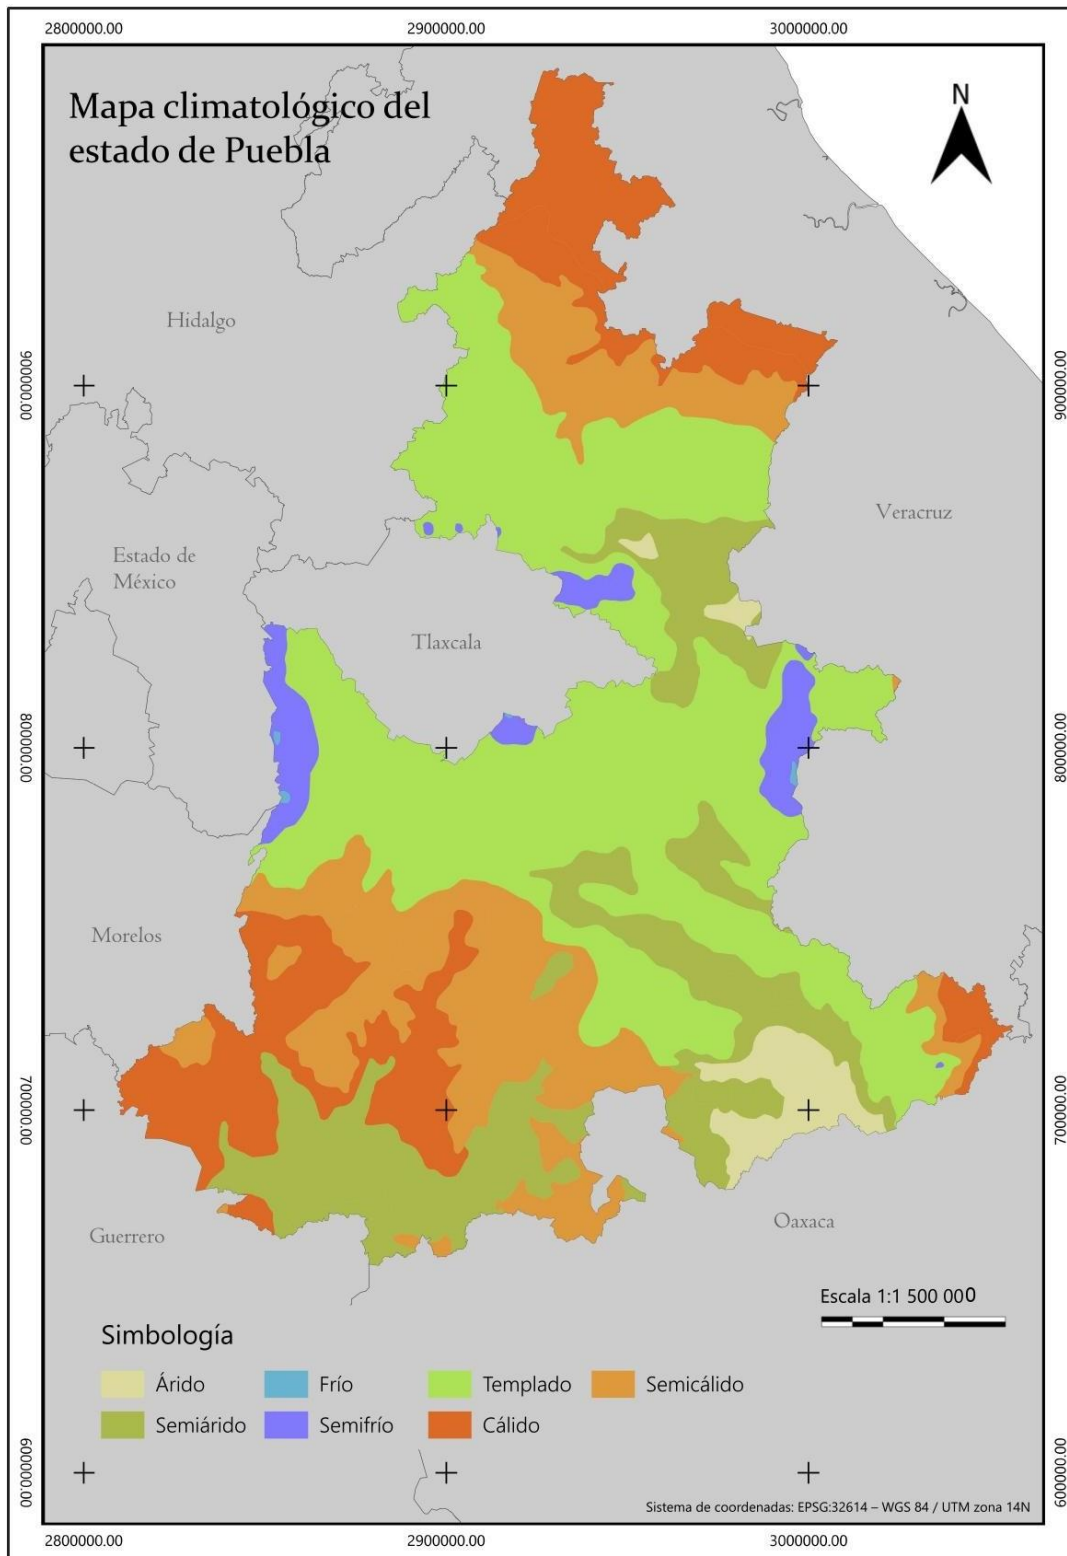 2800000.00
2900000.00
3000000.00
Mapa climatológico del
estado de Puebla
N
Hidalgo
900000.00
900000.00
Veracruz
Estado de
México
Tlaxcala
800000.00
800000.00
Morelos
700000.00
700000.00
Guerrero
Oaxaca
Escala 1:1 500 000
Simbología
Árido
Frío
Templado
Semicálido
Semiárido
Semifrío
Cálido
600000.00
600000.00
Sistema de coordenadas: EPSG:32614 – WGS 84 / UTM zona 14N
2800000.00
2900000.00
3000000.00